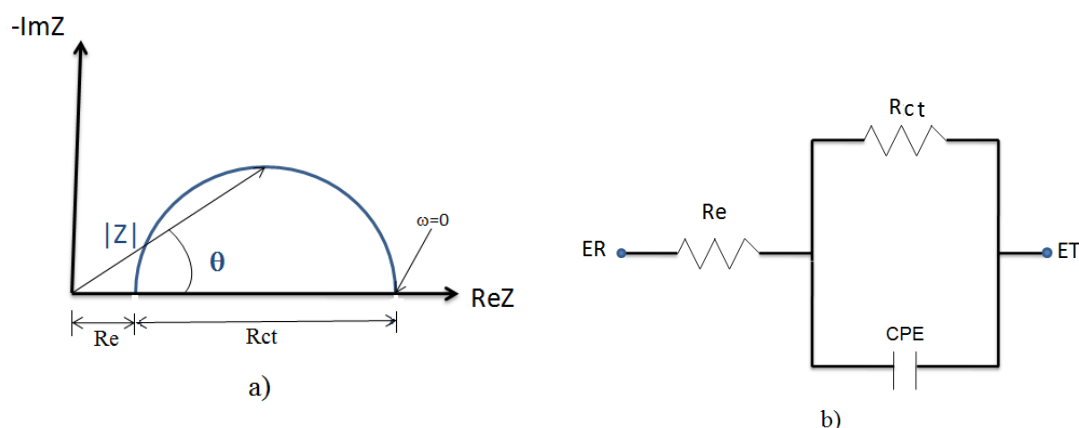 -ImZ
|Z|
θ
ω=0
ReZ
Re
Rct
a)
Rct
Re
ER
ET
CPE
b)